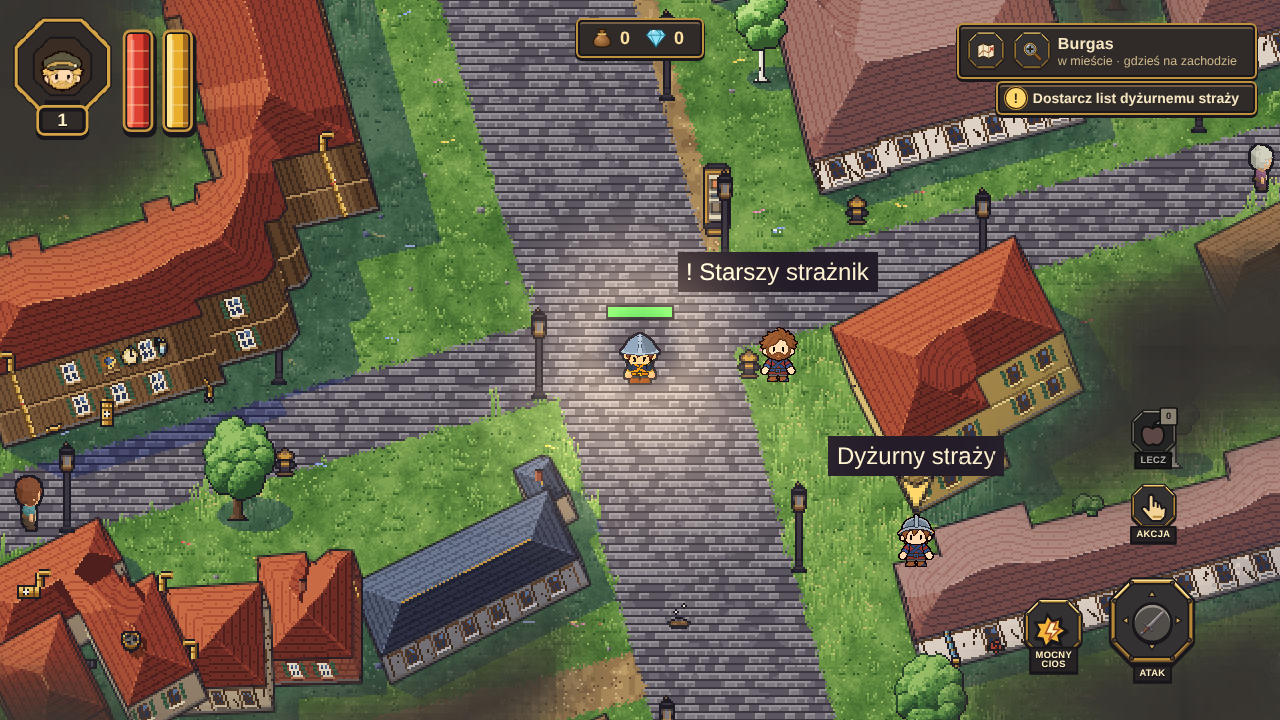 0
0
Burgas
w mieście · gdzieś na zachodzie
! Dostarcz list dyżurnemu straży
1
! Starszy strażnik
Dyżurny straży
0
LECZ
AKCJA
MOCNY
CIOS
ATAK